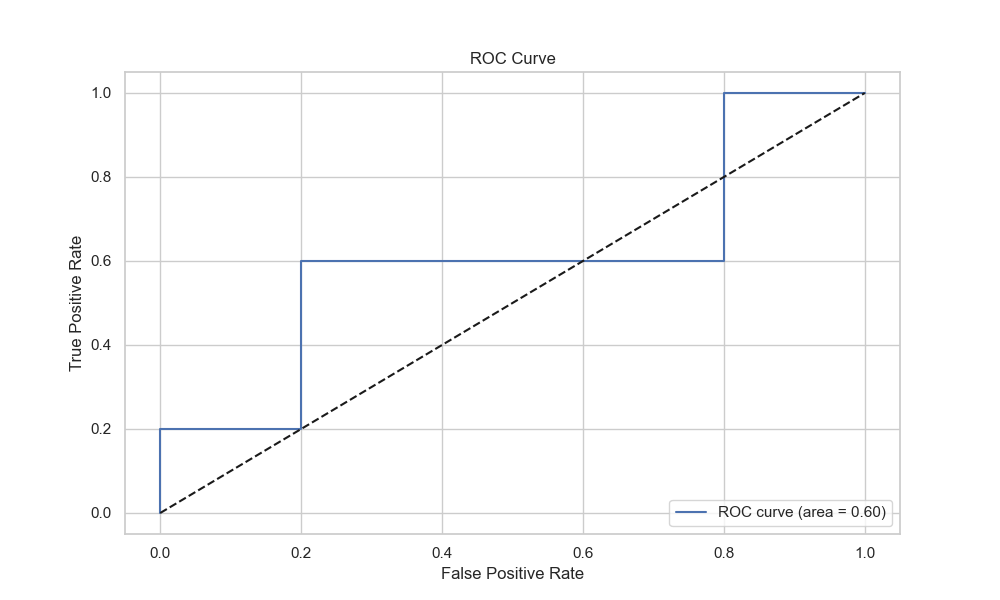 ROC Curve
1.0
0.8
0.6
0.4
0.2
0.0
True Positive Rate
0.0 0.2 0.4 0.6 0.8 1.0
False Positive Rate
ROC curve (area = 0.60)